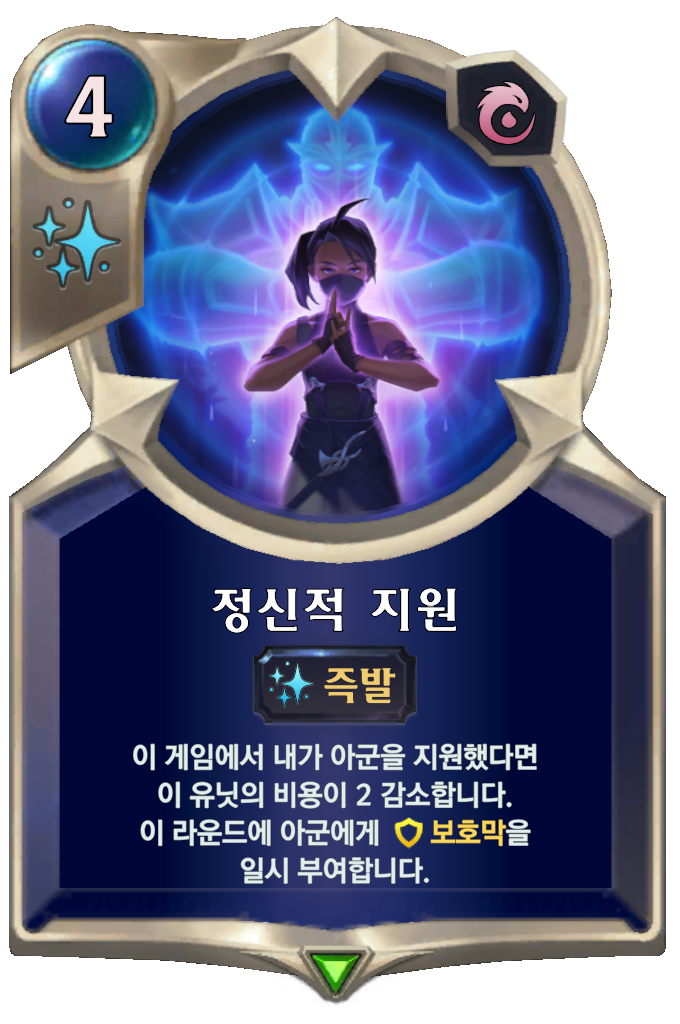 4
정신적 지원
즉발
이 게임에서 내가 아군을 지원했다면
이 유닛의 비용이 2 감소합니다.
이 라운드에 아군에게 보호막을
일시 부여합니다.